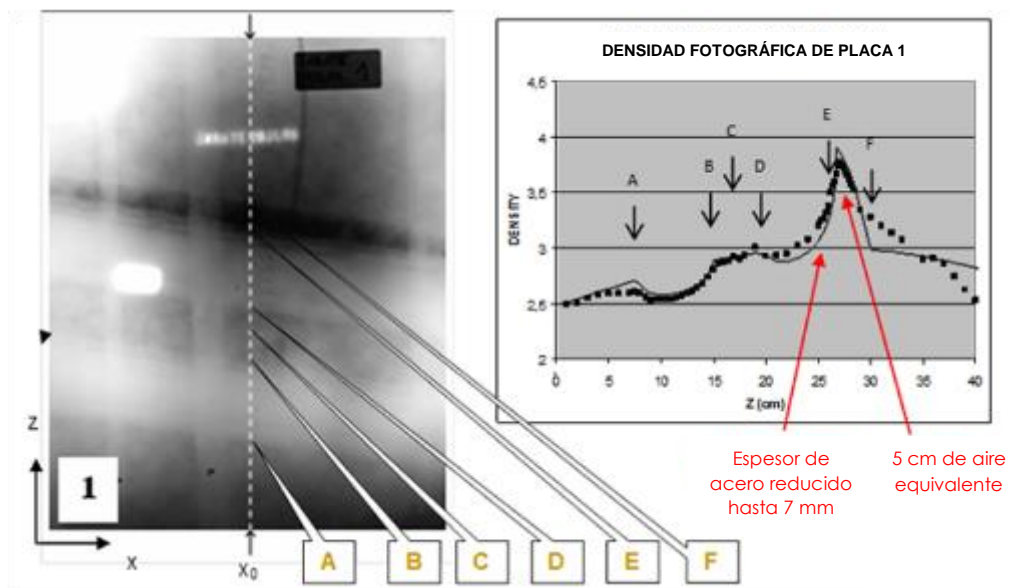 DENSIDAD FOTOGRÁFICA DE PLACA 1
4,5
4
3,5
3
2,5
2
DENSITY
A
B
C
D
E
F
0
5
10
15
20
25
30
35
40
Z (cm)
Espesor de
acero reducido
hasta 7 mm
5 cm de aire
equivalente
1
Z
1
X
X₀
A
B
C
D
E
F